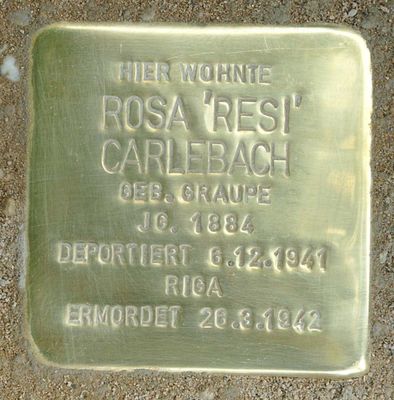 HIER WOHNTE
ROSA 'RESI'
CARLEBACH
GEB. GRAUPE
JG. 1884
DEPORTIERT 6.12.1941
RIGA
ERMORDET 26.3.1942